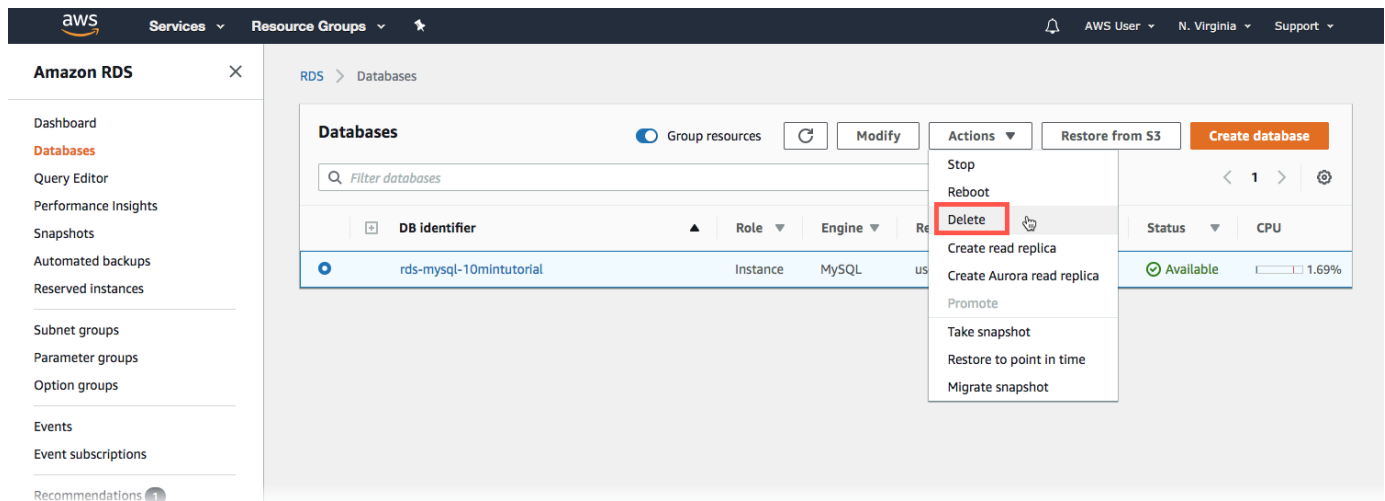 aws Services Resource Groups AWS User N. Virginia Support
Amazon RDS
Dashboard
Databases
Query Editor
Performance Insights
Snapshots
Automated backups
Reserved instances
Subnet groups
Parameter groups
Option groups
Events
Event subscriptions
Recommendations 1
RDS > Databases
Databases Group resources Modify Actions Restore from S3 Create database
Filter databases 1
DB identifier Role Engine Re Status CPU
rds-mysql-10mintutorial Instance MySQL us Available 1.69%
Stop
Reboot
Delete
Create read replica
Create Aurora read replica
Promote
Take snapshot
Restore to point in time
Migrate snapshot